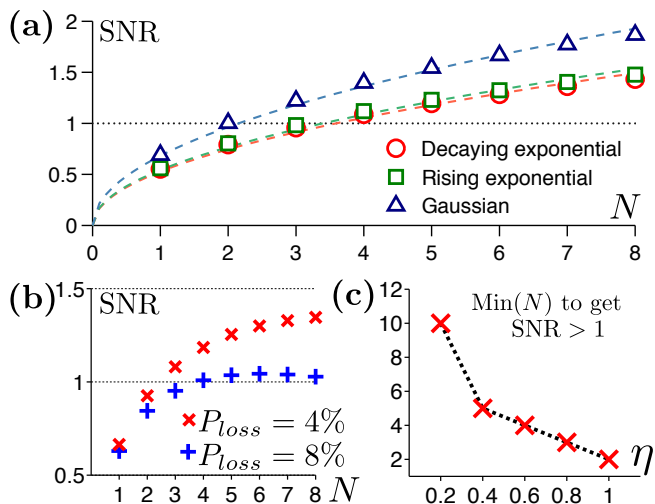 (a) SNR
2
1.5
1
0.5
0
Decaying exponential
Rising exponential
Gaussian
N
0 1 2 3 4 5 6 7 8
(b) SNR
1.5
1
0.5
P_loss = 4%
P_loss = 8%
1 2 3 4 5 6 7 8 N
(c) Min(N) to get
SNR > 1
12
10
8
6
4
2
η
0.2 0.4 0.6 0.8 1